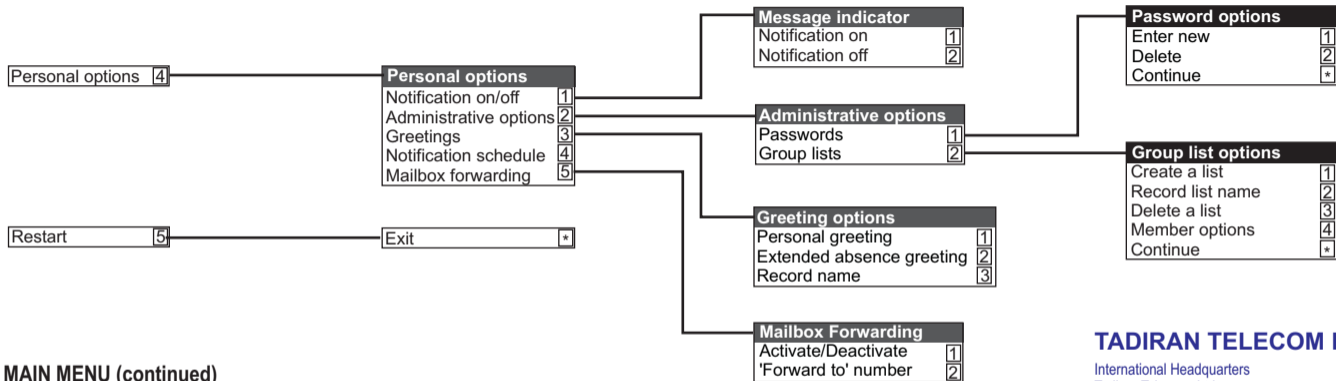 Personal options 4
Restart 5
Personal options
Notification on/off 1
Administrative options 2
Greetings 3
Notification schedule 4
Mailbox forwarding 5
Exit *
Message indicator
Notification on 1
Notification off 2
Administrative options
Passwords 1
Group lists 2
Greeting options
Personal greeting 1
Extended absence greeting 2
Record name 3
Mailbox Forwarding
Activate/Deactivate 1
'Forward to' number 2
Password options
Enter new 1
Delete 2
Continue *
Group list options
Create a list 1
Record list name 2
Delete a list 3
Member options 4
Continue *
MAIN MENU (continued)
TADIRAN TELECOM
International Headquarters